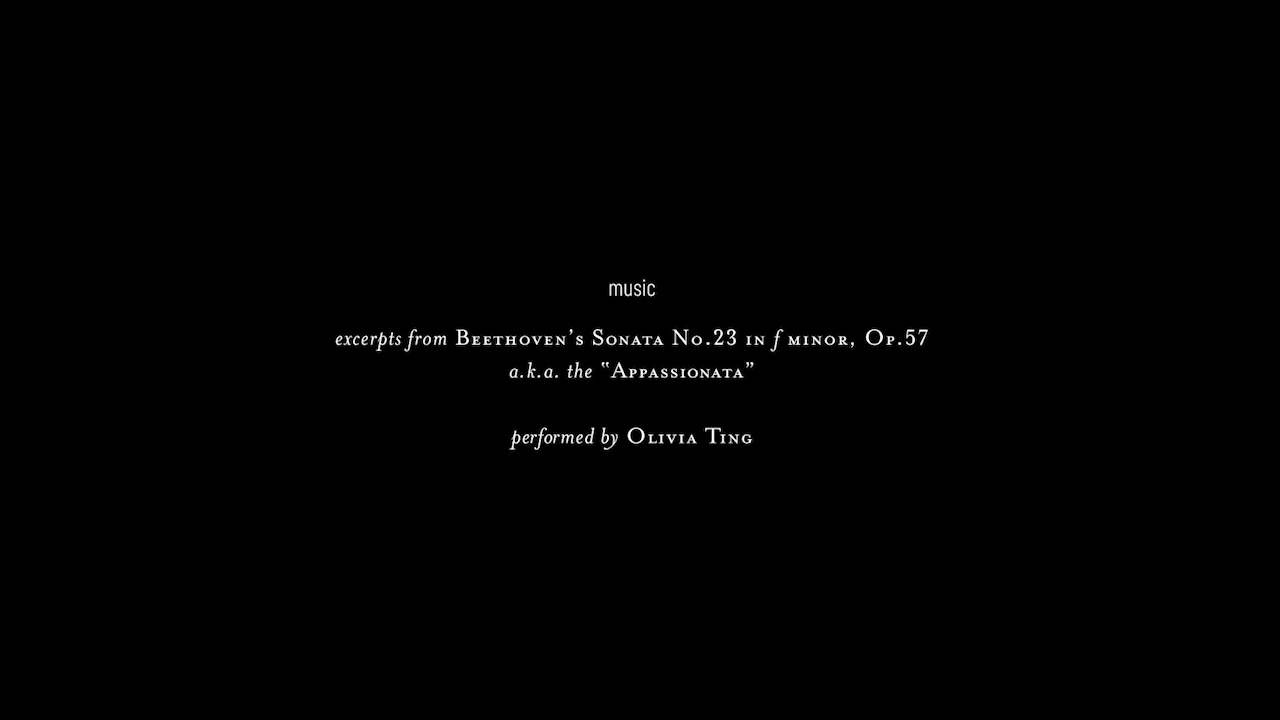 music
excerpts from Beethoven's Sonata No.23 in f minor, Op.57
a.k.a. the "Appassionata"
performed by Olivia Ting